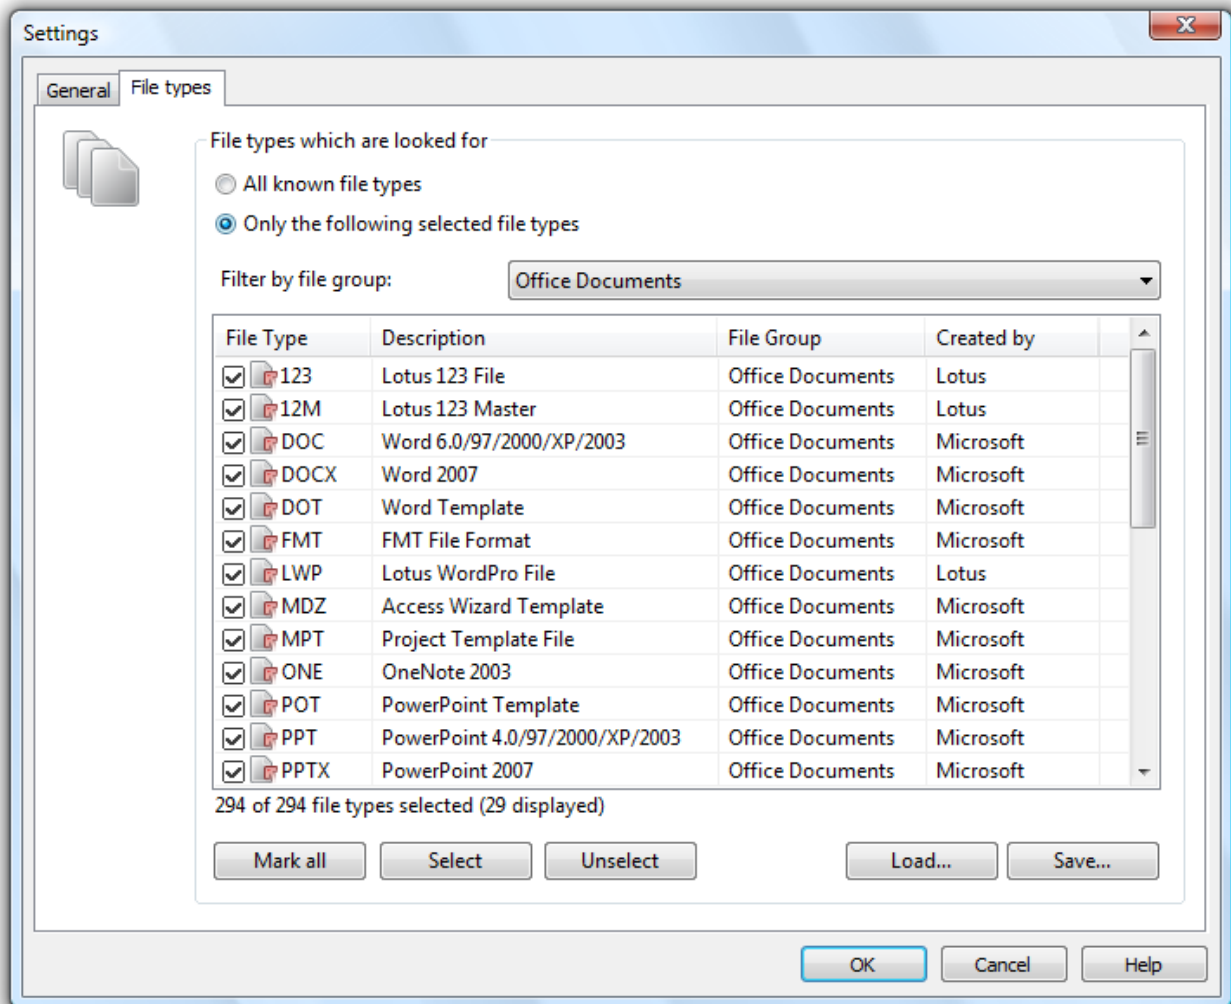 Settings
General File types
File types which are looked for
All known file types
Only the following selected file types
Filter by file group: Office Documents
File Type Description File Group Created by
123 Lotus 123 File Office Documents Lotus
12M Lotus 123 Master Office Documents Lotus
DOC Word 6.0/97/2000/XP/2003 Office Documents Microsoft
DOCX Word 2007 Office Documents Microsoft
DOT Word Template Office Documents Microsoft
FMT FMT File Format Office Documents Microsoft
LWP Lotus WordPro File Office Documents Lotus
MDZ Access Wizard Template Office Documents Microsoft
MPT Project Template File Office Documents Microsoft
ONE OneNote 2003 Office Documents Microsoft
POT PowerPoint Template Office Documents Microsoft
PPT PowerPoint 4.0/97/2000/XP/2003 Office Documents Microsoft
PPTX PowerPoint 2007 Office Documents Microsoft
294 of 294 file types selected (29 displayed)
Mark all Select Unselect Load... Save...
OK Cancel Help